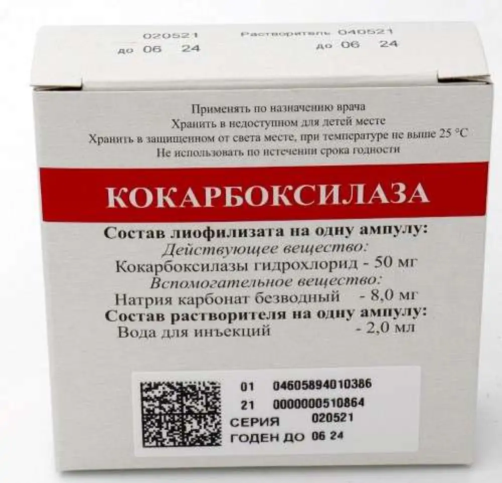 020521 Растворитель 040521
до 06 24 до 06 24
Применять по назначению врача
Хранить в недоступном для детей месте
Хранить в защищенном от света месте, при температуре не выше 25 °С
Не использовать по истечении срока годности
КОКАРБОКСИЛАЗА
Состав лиофилизата на одну ампулу:
Действующее вещество:
Кокарбоксилазы гидрохлорид - 50 мг
Вспомогательное вещество:
Натрия карбонат безводный - 8,0 мг
Состав растворителя на одну ампулу:
Вода для инъекций - 2,0 мл
01 04605894010386
21 0000000510864
СЕРИЯ 020521
ГОДЕН ДО 06 24